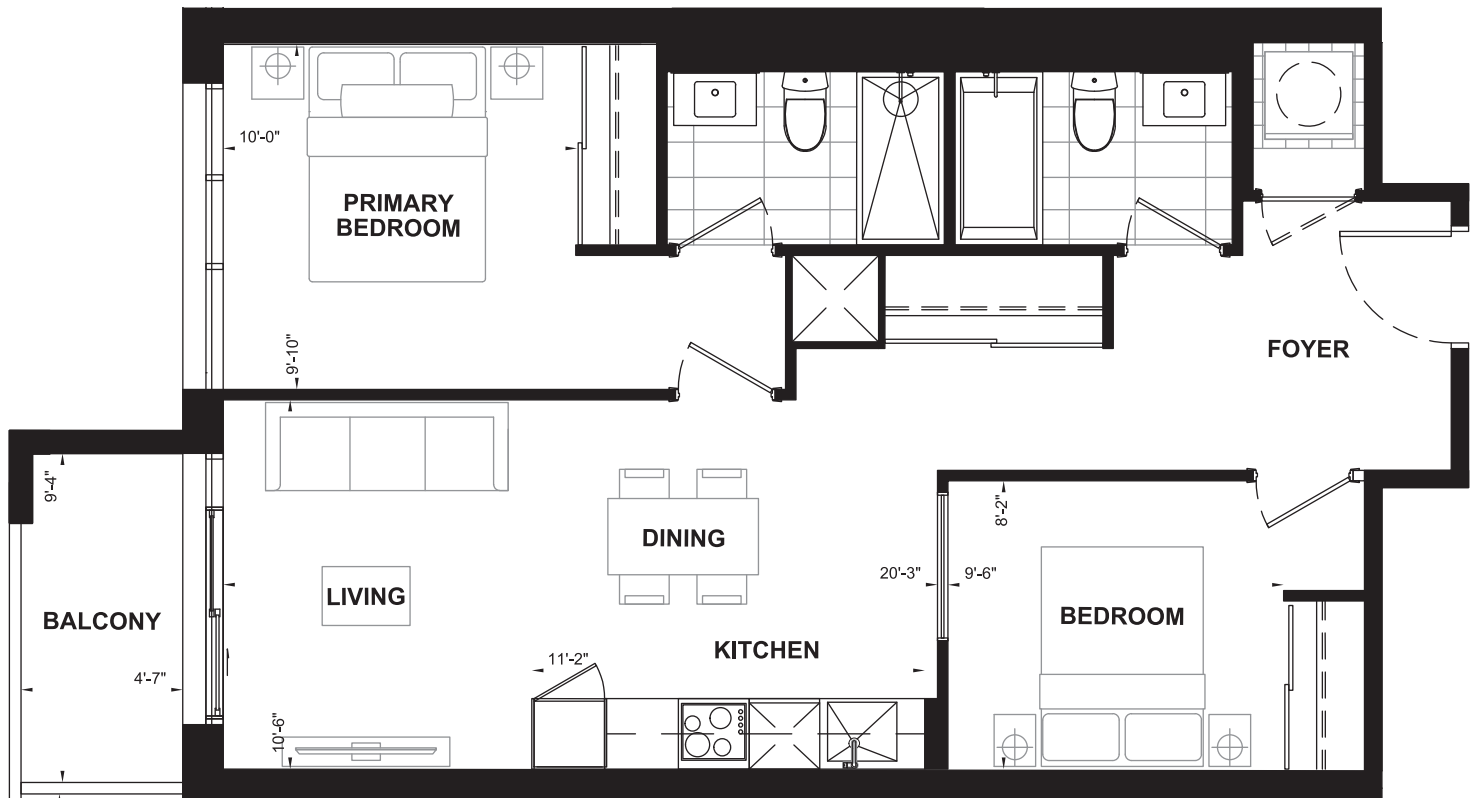 10'-0"
PRIMARY
BEDROOM
9'-10"
FOYER
9'-4"
8'-2"
DINING
20'-3"
9'-6"
LIVING
BEDROOM
BALCONY
KITCHEN
11'-2"
4'-7"
10'-6"